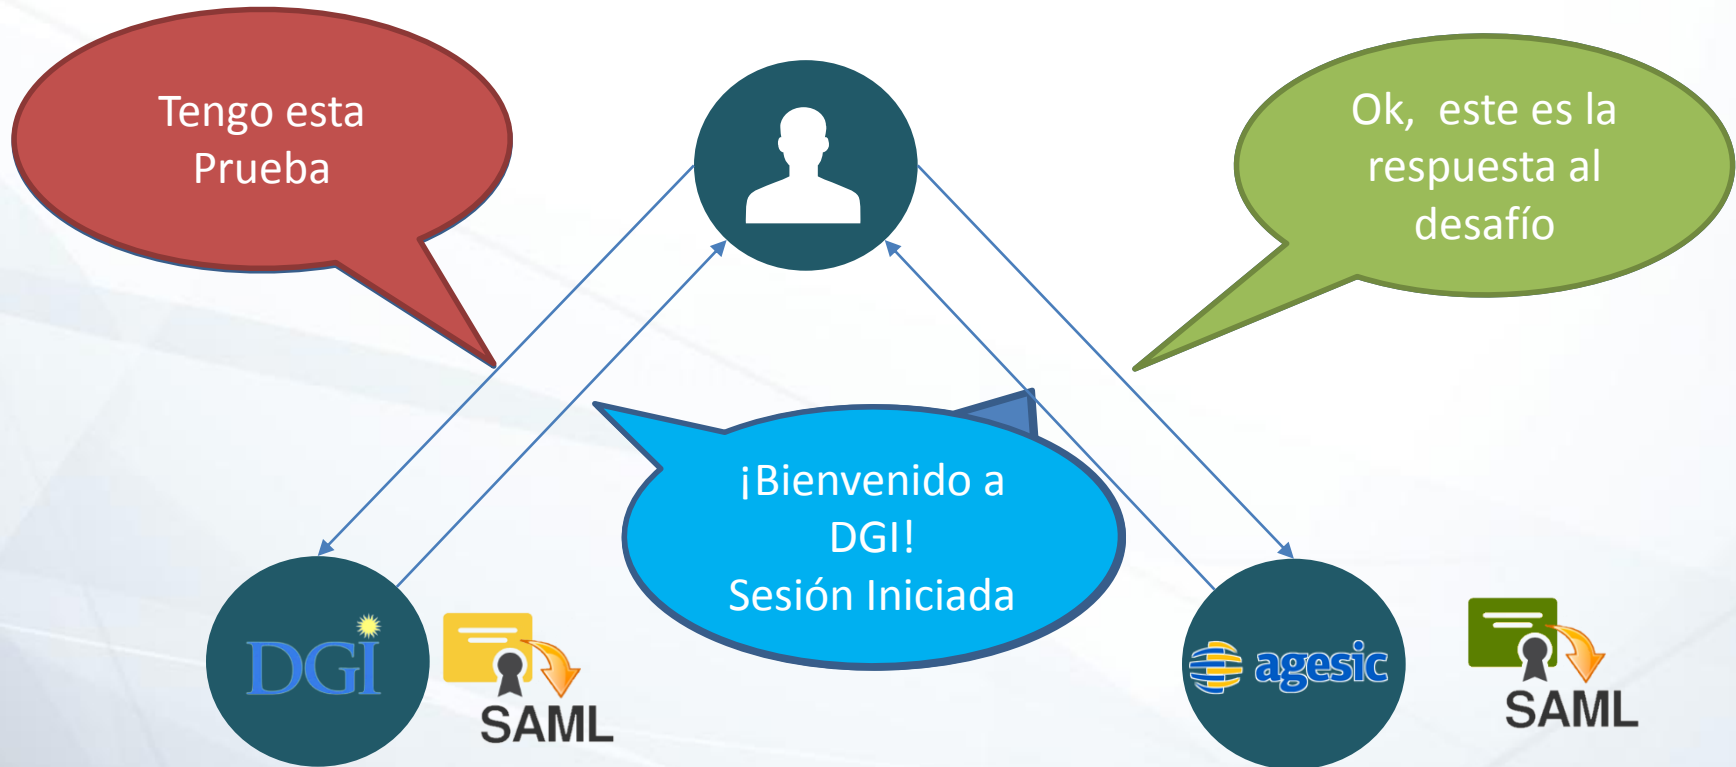 Tengo esta
Prueba
Ok,  este es la
respuesta al
desafío
¡Bienvenido a
DGI!
Sesión Iniciada
DGI
SAML
agesic
SAML